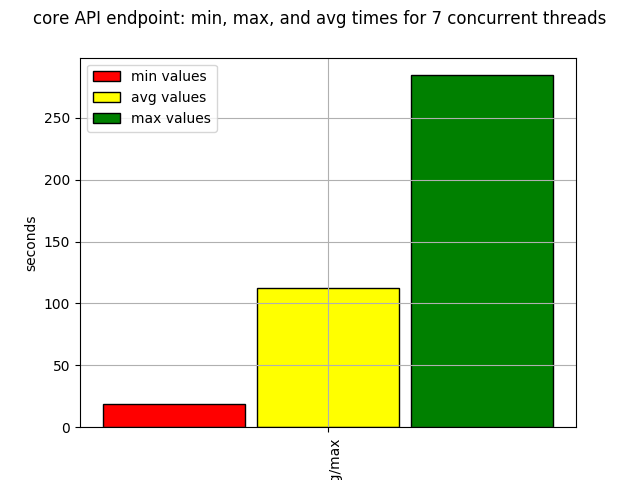 core API endpoint: min, max, and avg times for 7 concurrent threads
min values
avg values
max values
250
200
150
100
50
0
seconds
g/max